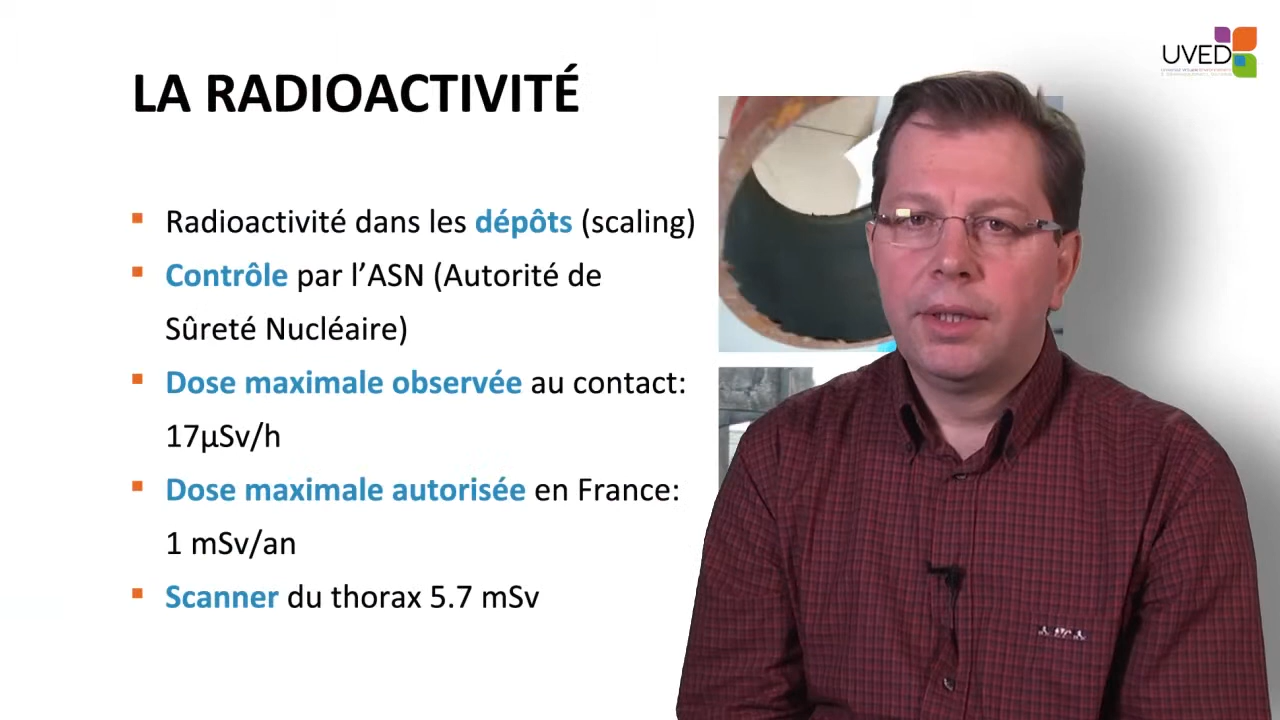 UVED
LA RADIOACTIVITÉ
Radioactivité dans les dépôts (scaling)
Contrôle par l’ASN (Autorité de
Sûreté Nucléaire)
Dose maximale observée au contact:
17µSv/h
Dose maximale autorisée en France:
1 mSv/an
Scanner du thorax 5.7 mSv